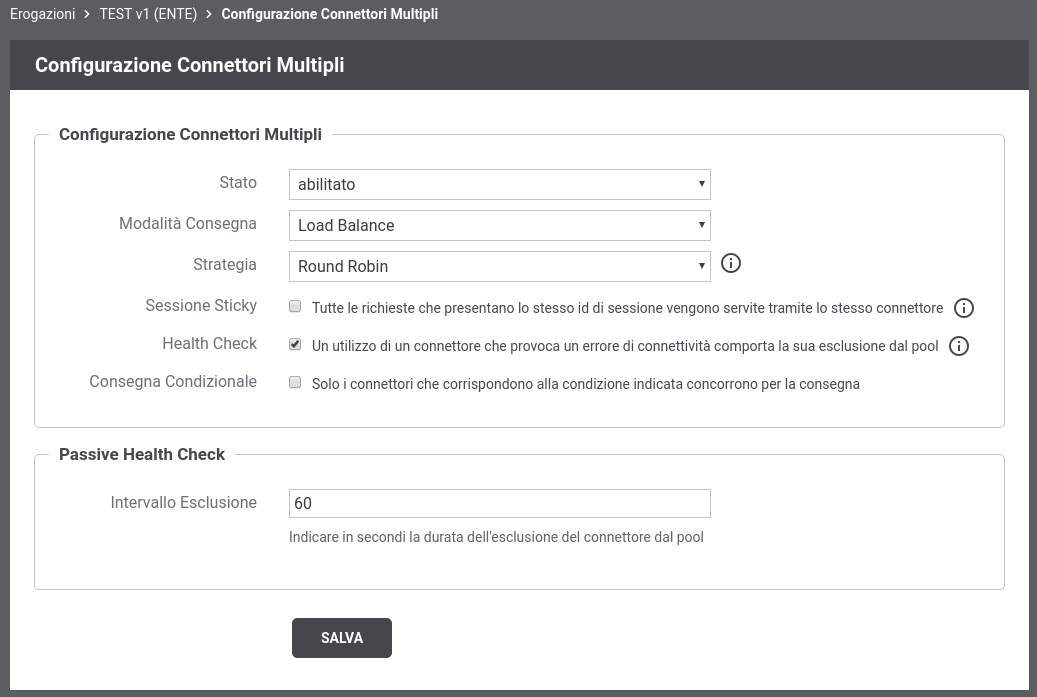 Erogazioni > TEST v1 (ENTE) > Configurazione Connettori Multipli
Configurazione Connettori Multipli
Configurazione Connettori Multipli
Stato abilitato
Modalità Consegna Load Balance
Strategia Round Robin
Sessione Sticky Tutte le richieste che presentano lo stesso id di sessione vengono servite tramite lo stesso connettore
Health Check Un utilizzo di un connettore che provoca un errore di connettività comporta la sua esclusione dal pool
Consegna Condizionale Solo i connettori che corrispondono alla condizione indicata concorrono per la consegna
Passive Health Check
Intervallo Esclusione 60
Indicare in secondi la durata dell'esclusione del connettore dal pool
SALVA